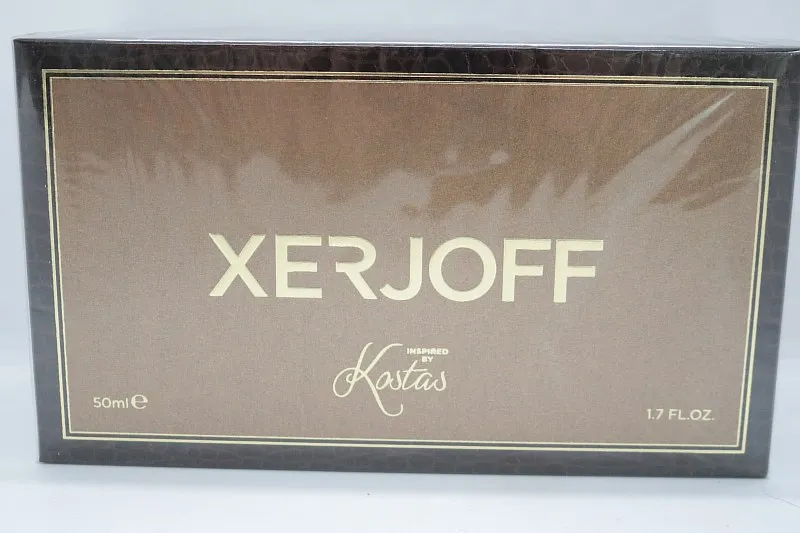 XERJOFF
INSPIRED
BY
Kostas
50ml℮
1.7 FL.OZ.